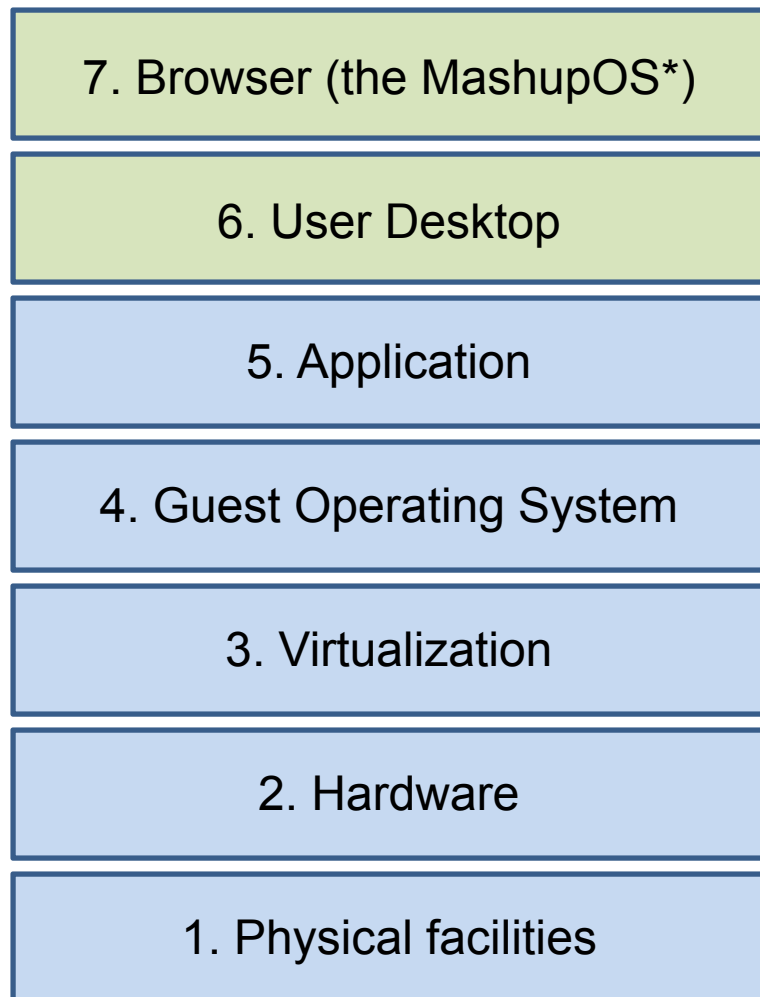 7. Browser (the MashupOS*)
6. User Desktop
5. Application
4. Guest Operating System
3. Virtualization
2. Hardware
1. Physical facilities